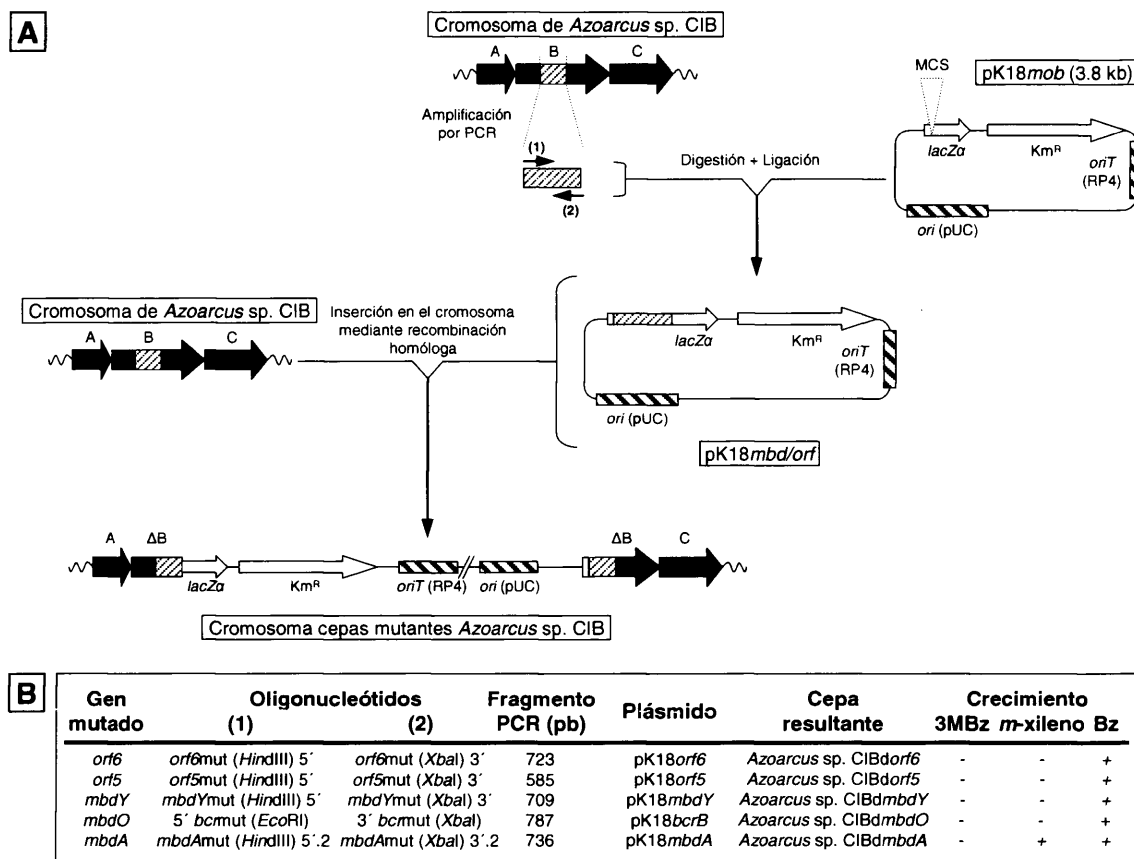 A
Cromosoma de Azoarcus sp. CIB
A B C
Amplificación
por PCR
(1)
(2)
Digestión + Ligación
MCS
pK18mob (3.8 kb)
lacZα KmR
oriT
(RP4)
ori (pUC)
Cromosoma de Azoarcus sp. CIB
A B C
Inserción en el cromosoma
mediante recombinación
homóloga
lacZα KmR
oriT
(RP4)
ori (pUC)
pK18mbd/orf
A ΔB ΔB C
lacZα KmR oriT (RP4) ori (pUC)
Cromosoma cepas mutantes Azoarcus sp. CIB
B
Gen mutado Oligonucleótidos (1) (2) Fragmento PCR (pb) Plásmido Cepa resultante Crecimiento 3MBz m-xileno Bz
orf6 orf6mut (HindIII) 5´ orf6mut (XbaI) 3´ 723 pK18orf6 Azoarcus sp. CIBdorf6 - - +
orf5 orf5mut (HindIII) 5´ orf5mut (XbaI) 3´ 585 pK18orf5 Azoarcus sp. CIBdorf5 - - +
mbdY mbdYmut (HindIII) 5´ mbdYmut (XbaI) 3´ 709 pK18mbdY Azoarcus sp. CIBdmbdY - - +
mbdO 5´ bcrmut (EcoRI) 3´ bcrmut (XbaI) 787 pK18bcrB Azoarcus sp. CIBdmbdO - - +
mbdA mbdAmut (HindIII) 5´.2 mbdAmut (XbaI) 3´.2 736 pK18mbdA Azoarcus sp. CIBdmbdA - + +